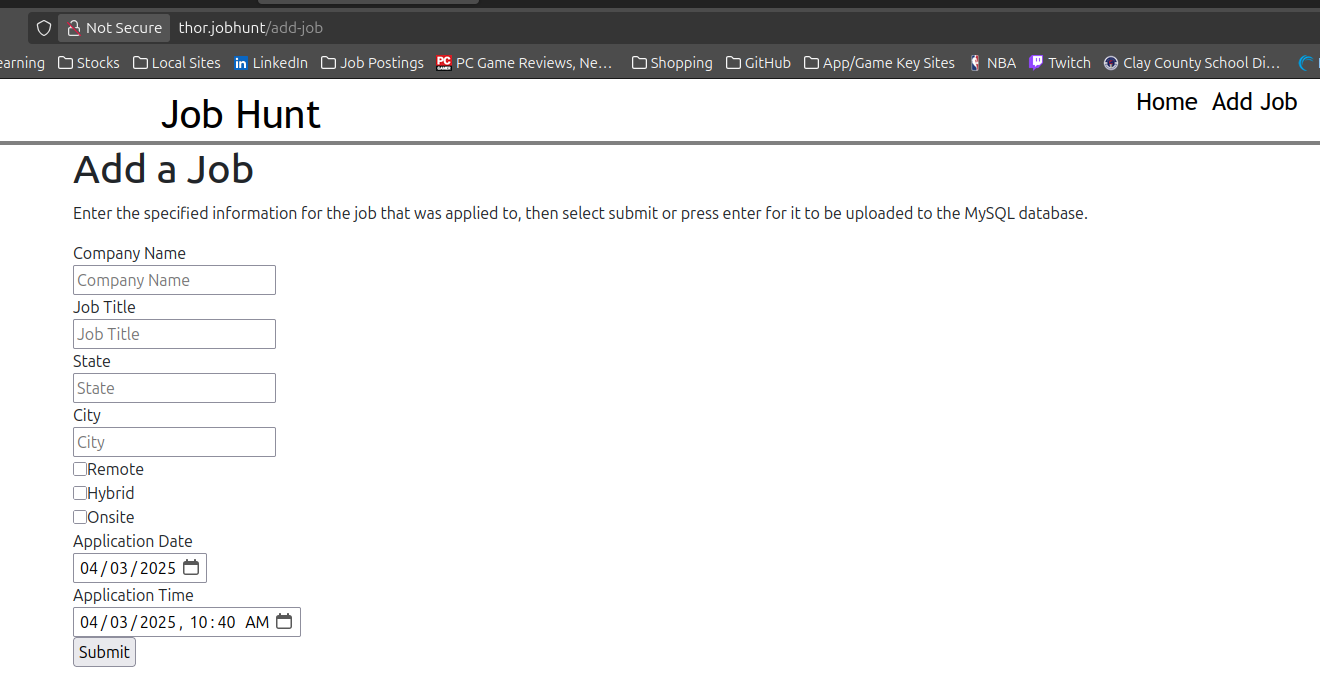 Not Secure thor.jobhunt/add-job
earning Stocks Local Sites LinkedIn Job Postings PC Game Reviews, Ne... Shopping GitHub App/Game Key Sites NBA Twitch Clay County School Di...
Job Hunt Home Add Job
Add a Job
Enter the specified information for the job that was applied to, then select submit or press enter for it to be uploaded to the MySQL database.
Company Name
Company Name
Job Title
Job Title
State
State
City
City
Remote
Hybrid
Onsite
Application Date
04/03/2025
Application Time
04/03/2025, 10:40 AM
Submit